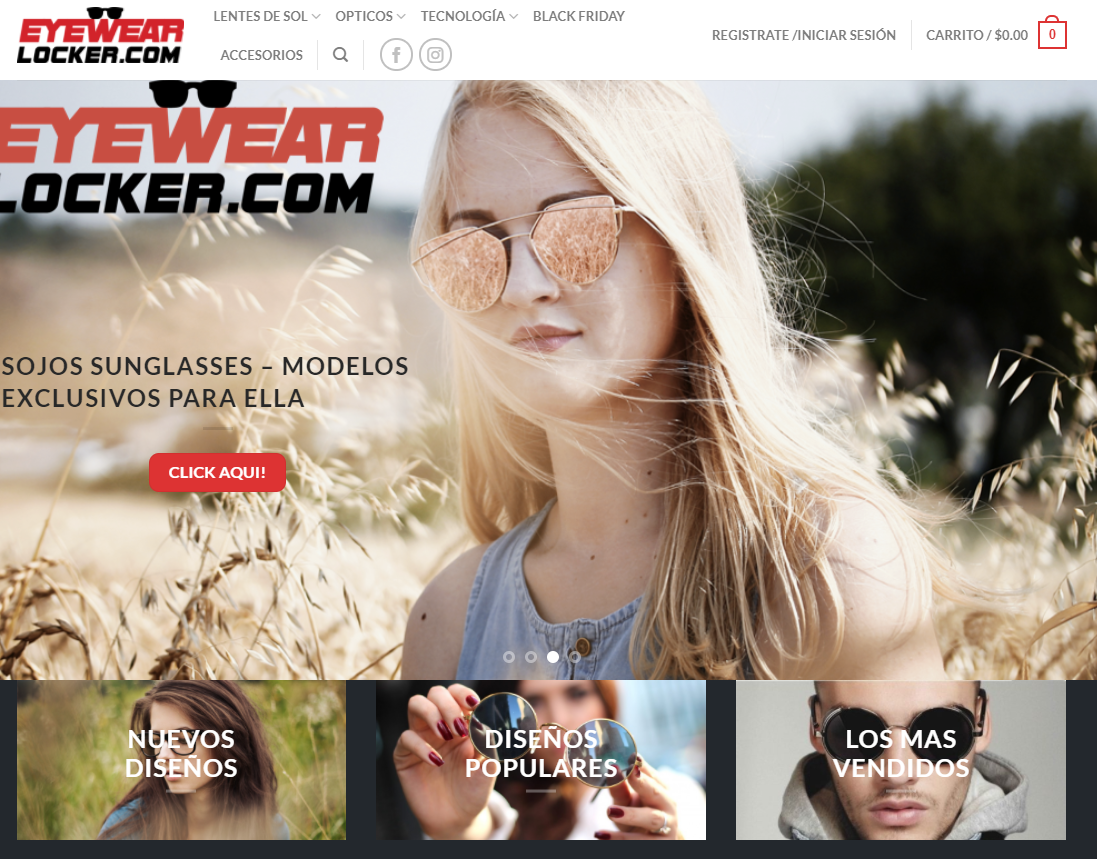 EYEWEAR
LOCKER.COM
LENTES DE SOL
OPTICOS
TECNOLOGÍA
BLACK FRIDAY
ACCESORIOS
REGISTRATE /INICIAR SESIÓN
CARRITO / $0.00
0
EYEWEAR
LOCKER.COM
SOJOS SUNGLASSES – MODELOS
EXCLUSIVOS PARA ELLA
CLICK AQUI!
NUEVOS
DISEÑOS
DISEÑOS
POPULARES
LOS MAS
VENDIDOS